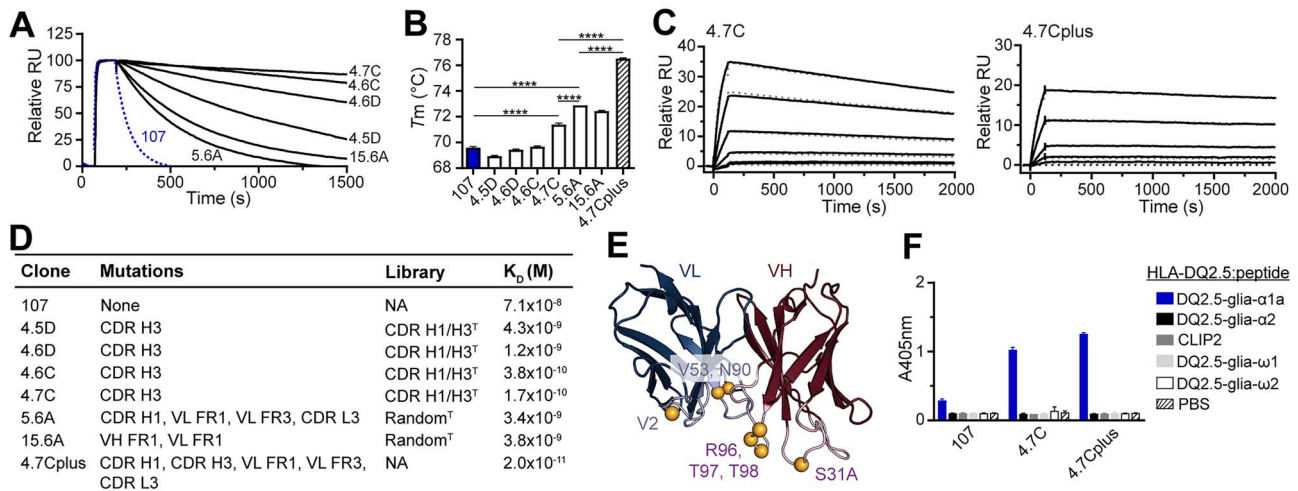 A
Relative RU
125
100
75
50
25
0
0
500
1000
1500
Time (s)
107
5.6A
4.7C
4.6C
4.6D
4.5D
15.6A
B
Tm (°C)
78
76
74
72
70
68
****
****
****
****
****
107
4.5D
4.6D
4.6C
4.7C
5.6A
15.6A
4.7Cplus
C
4.7C
Relative RU
40
30
20
10
0
0
500
1000
1500
2000
Time (s)
4.7Cplus
Relative RU
30
20
10
0
0
500
1000
1500
2000
Time (s)
D
Clone Mutations Library K_D (M)
107 None NA 7.1x10⁻⁸
4.5D CDR H3 CDR H1/H3ᵀ 4.3x10⁻⁹
4.6D CDR H3 CDR H1/H3ᵀ 1.2x10⁻⁹
4.6C CDR H3 CDR H1/H3ᵀ 3.8x10⁻¹⁰
4.7C CDR H3 CDR H1/H3ᵀ 1.7x10⁻¹⁰
5.6A CDR H1, VL FR1, VL FR3, CDR L3 Randomᵀ 3.4x10⁻⁹
15.6A VH FR1, VL FR1 Randomᵀ 3.8x10⁻⁹
4.7Cplus CDR H1, CDR H3, VL FR1, VL FR3, NA 2.0x10⁻¹¹
CDR L3
E
VL
VH
V53, N90
V2
R96,
T97, T98
S31A
F
A405nm
2
1
0
107
4.7C
4.7Cplus
HLA-DQ2.5:peptide
DQ2.5-glia-α1a
DQ2.5-glia-α2
CLIP2
DQ2.5-glia-ω1
DQ2.5-glia-ω2
PBS